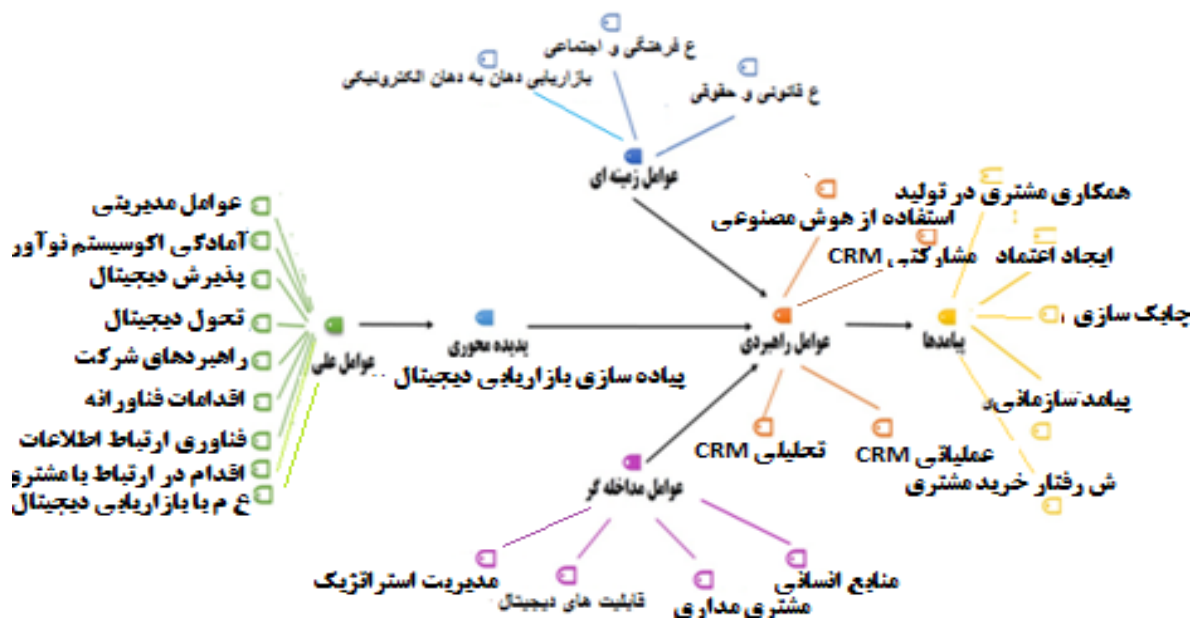 ع فرهنگی و اجتماعی
بازاریابی دهان به دهان الکترونیکی
ع قانونی و حقوقی
عوامل زمینه ای
عوامل مدیریتی
آمادگی اکوسیستم نوآور
پذیرش دیجیتال
تحول دیجیتال
راهبردهای شرکت
اقدامات فناورانه
فناوری ارتباط اطلاعات
اقدام در ارتباط با مشتری
ع م با بازاریابی دیجیتال
عوامل علی
پدیده محوری
پیاده سازی بازاریابی دیجیتال
استفاده از هوش مصنوعی
مشارکتی CRM
عوامل راهبردی
تحلیلی CRM
عملیاتی CRM
همکاری مشتری در تولید
ایجاد اعتماد
چابک سازی
پیامدها
پیامدسازمانی
ش رفتار خرید مشتری
عوامل مداخله گر
مدیریت استراتژیک
قابلیت های دیجیتال
مشتری مداری
منابع انسانی